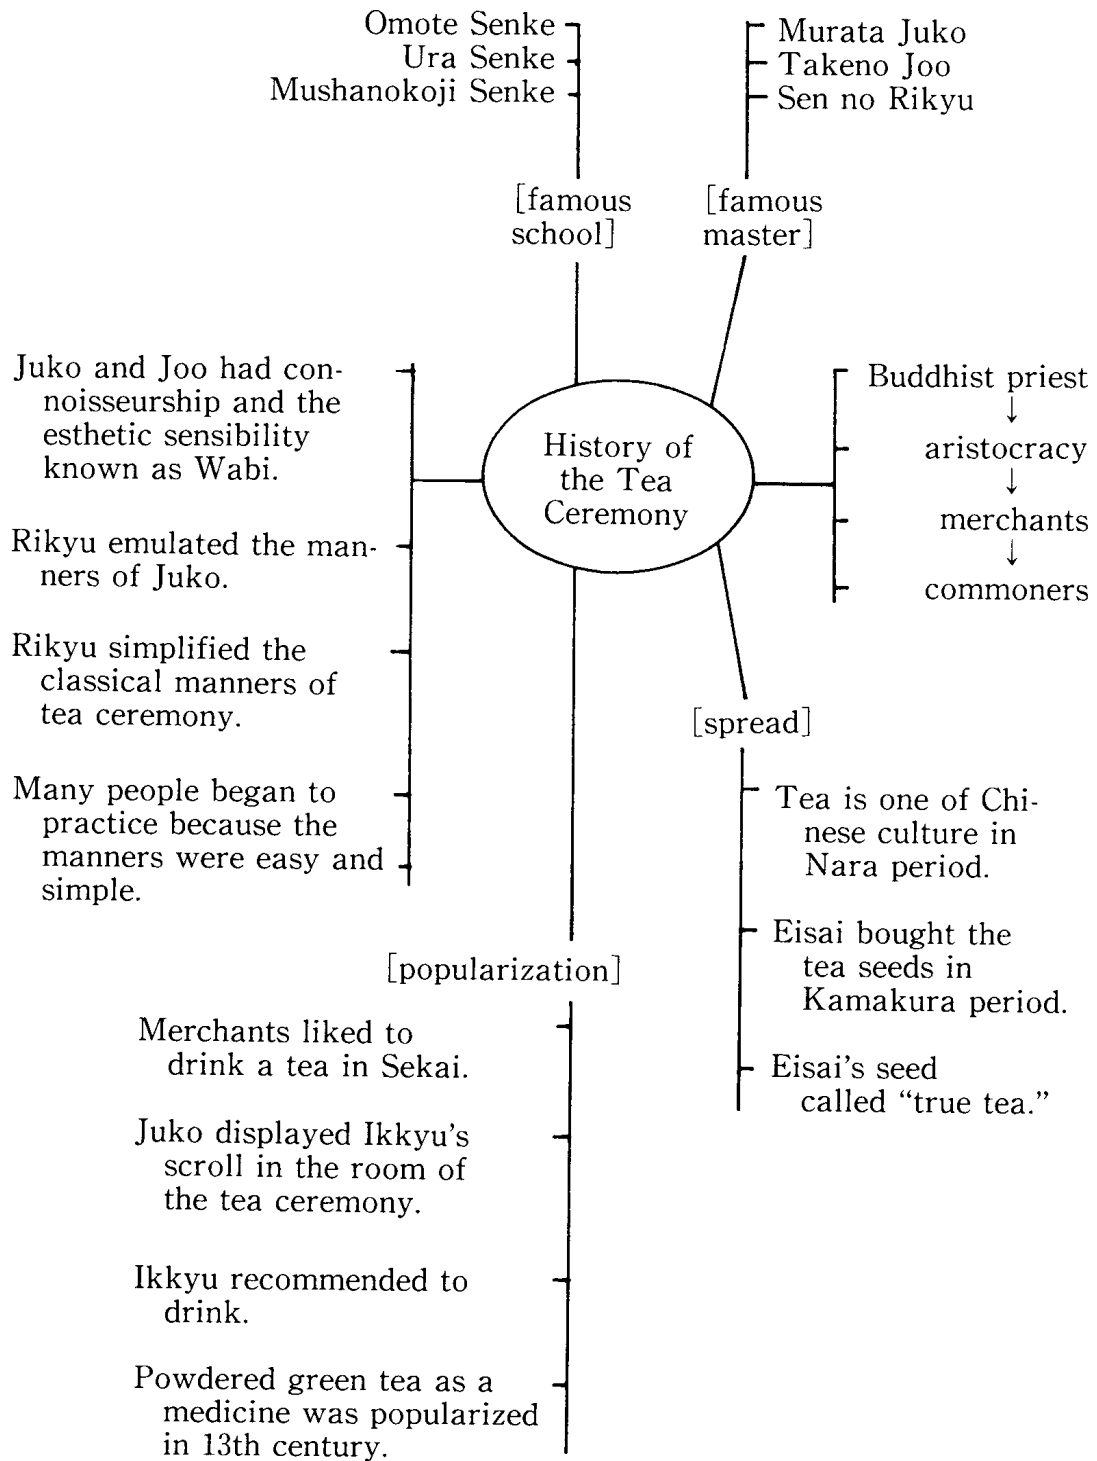 Omote Senke
Ura Senke
Mushanokoji Senke
Murata Juko
Takeno Joo
Sen no Rikyu
[famous
school]
[famous
master]
Juko and Joo had con-
noisseurship and the
esthetic sensibility
known as Wabi.
Rikyu emulated the man-
ners of Juko.
Rikyu simplified the
classical manners of
tea ceremony.
Many people began to
practice because the
manners were easy and
simple.
History of
the Tea
Ceremony
Buddhist priest
↓
aristocracy
↓
merchants
↓
commoners
[spread]
Tea is one of Chi-
nese culture in
Nara period.
Eisai bought the
tea seeds in
Kamakura period.
Eisai's seed
called “true tea.”
[popularization]
Merchants liked to
drink a tea in Sekai.
Juko displayed Ikkyu's
scroll in the room of
the tea ceremony.
Ikkyu recommended to
drink.
Powdered green tea as a
medicine was popularized
in 13th century.